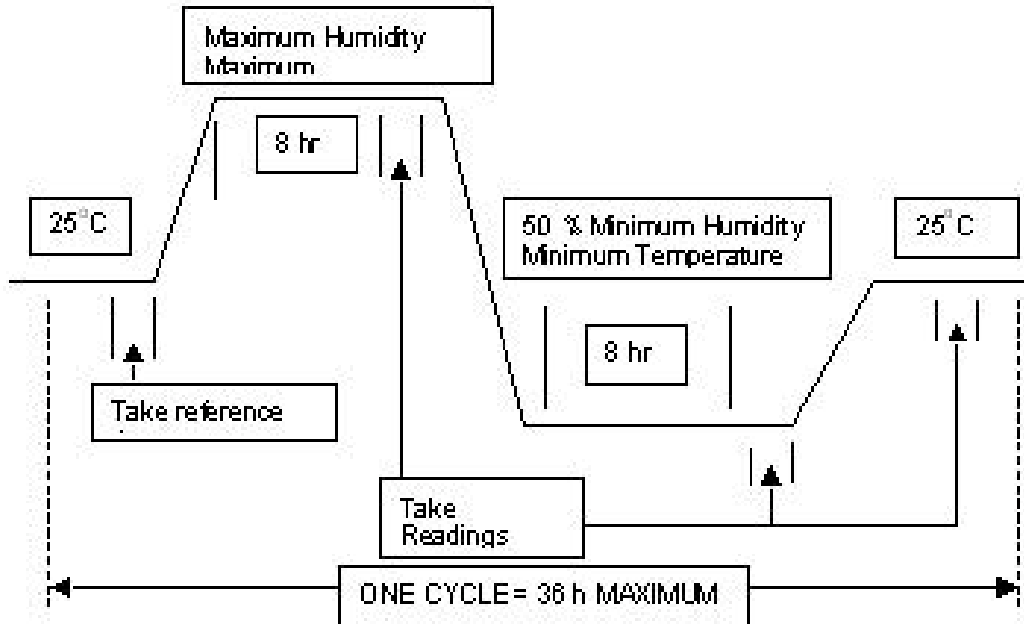 Maximum Humidity
Maximum
8 hr
25°C
50 % Minimum Humidity
Minimum Temperature
25°C
8 hr
Take reference
Take
Readings
ONE CYCLE= 36 h MAXIMUM